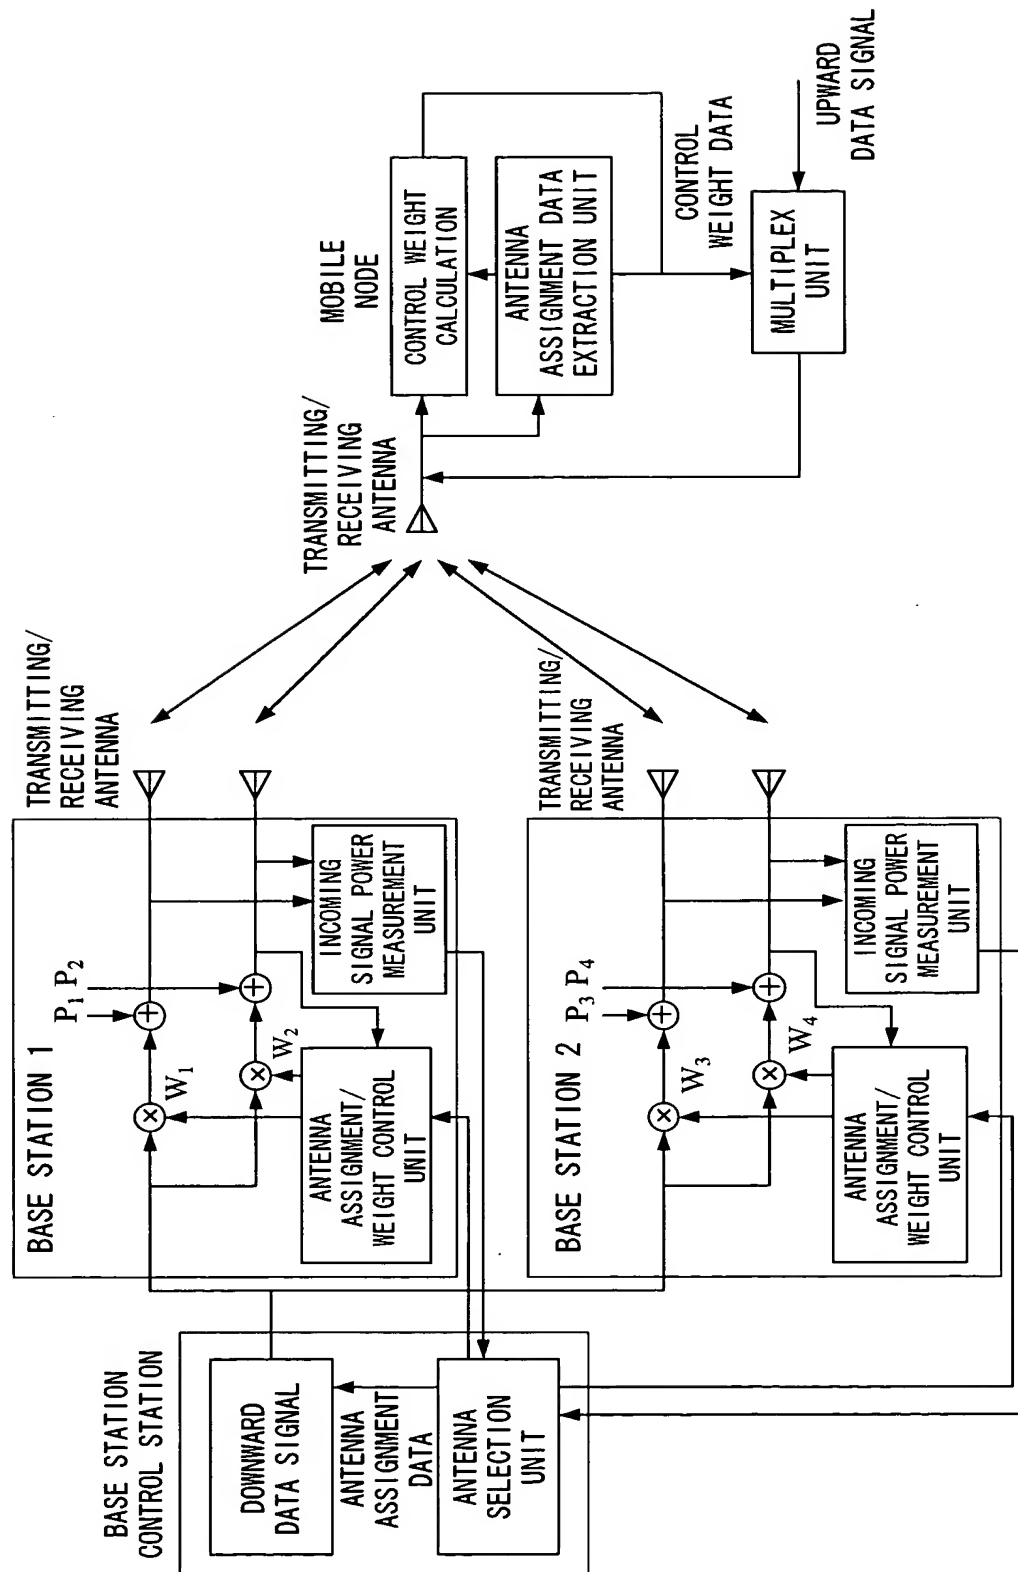 BASE STATION
CONTROL STATION
DOWNWARD
DATA SIGNAL
ANTENNA
ASSIGNMENT
DATA
ANTENNA
SELECTION
UNIT
BASE STATION 1
P1 P2
W1
W2
ANTENNA
ASSIGNMENT/
WEIGHT CONTROL
UNIT
INCOMING
SIGNAL POWER
MEASUREMENT
UNIT
TRANSMITTING/
RECEIVING
ANTENNA
BASE STATION 2
P3 P4
W3
W4
ANTENNA
ASSIGNMENT/
WEIGHT CONTROL
UNIT
INCOMING
SIGNAL POWER
MEASUREMENT
UNIT
TRANSMITTING/
RECEIVING
ANTENNA
TRANSMITTING/
RECEIVING
ANTENNA
MOBILE
NODE
CONTROL WEIGHT
CALCULATION
ANTENNA
ASSIGNMENT DATA
EXTRACTION UNIT
CONTROL
WEIGHT DATA
MULTIPLEX
UNIT
UPWARD
DATA SIGNAL